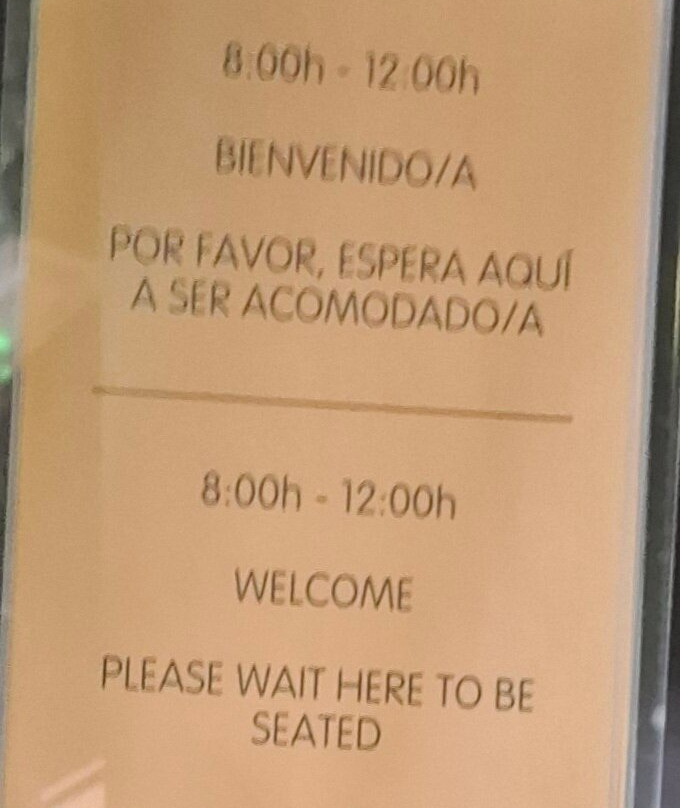 8:00h - 12:00h
BIENVENIDO/A
POR FAVOR, ESPERA AQUÍ
A SER ACOMODADO/A
8:00h - 12:00h
WELCOME
PLEASE WAIT HERE TO BE
SEATED